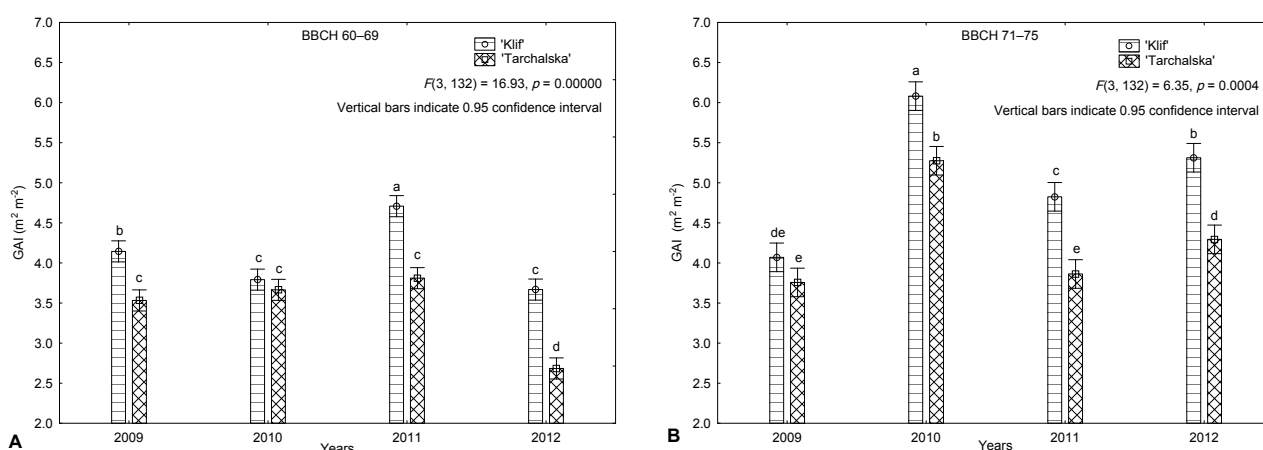 BBCH 60–69
'Klif'
'Tarchalska'
F(3, 132) = 16.93, p = 0.00000
Vertical bars indicate 0.95 confidence interval
GAI (m² m⁻²)
7.0
6.5
6.0
5.5
5.0
4.5
4.0
3.5
3.0
2.5
2.0
b
c
c
c
a
c
c
d
2009
2010
2011
2012
Years
A
BBCH 71–75
'Klif'
'Tarchalska'
F(3, 132) = 6.35, p = 0.0004
Vertical bars indicate 0.95 confidence interval
GAI (m² m⁻²)
7.0
6.5
6.0
5.5
5.0
4.5
4.0
3.5
3.0
2.5
2.0
de
e
a
b
c
e
b
d
2009
2010
2011
2012
Years
B